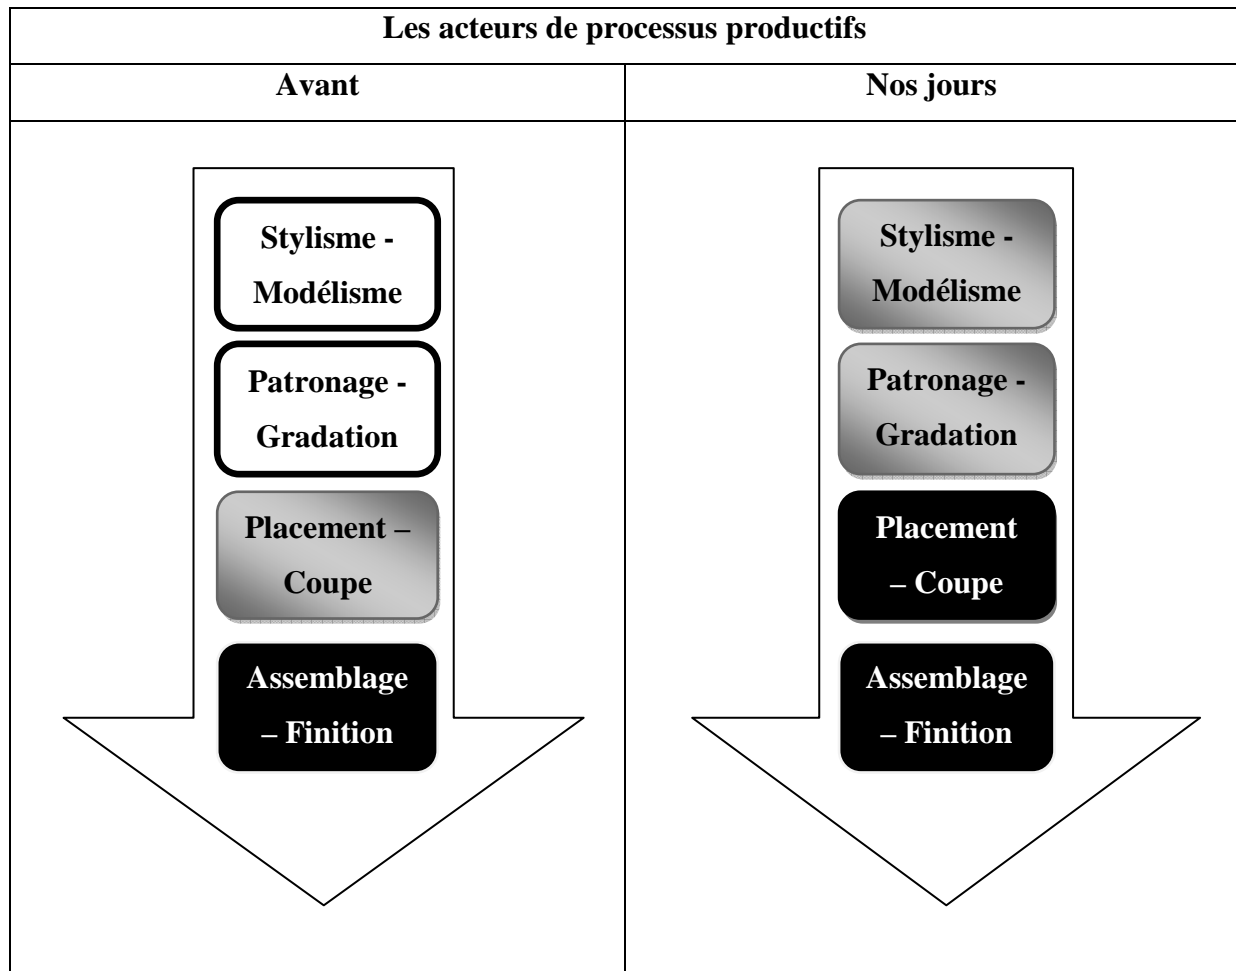 Les acteurs de processus productifs
Avant
Nos jours
Stylisme -
Modélisme
Patronage -
Gradation
Placement –
Coupe
Assemblage
– Finition
Stylisme -
Modélisme
Patronage -
Gradation
Placement
– Coupe
Assemblage
– Finition